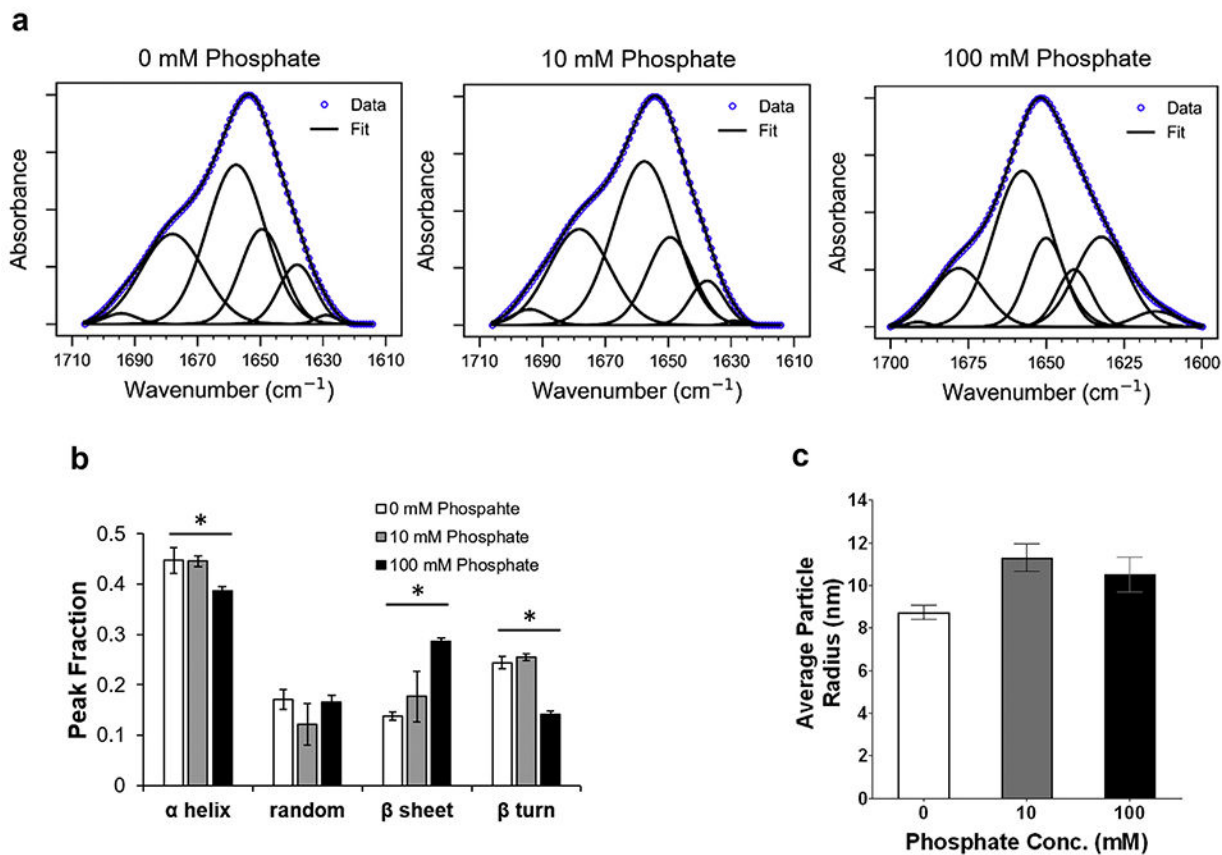 a
0 mM Phosphate
10 mM Phosphate
100 mM Phosphate
Data
Fit
Data
Fit
Data
Fit
Absorbance
Absorbance
Absorbance
1710 1690 1670 1650 1630 1610
1710 1690 1670 1650 1630 1610
1700 1675 1650 1625 1600
Wavenumber (cm⁻¹)
Wavenumber (cm⁻¹)
Wavenumber (cm⁻¹)
b
0 mM Phospahte
10 mM Phosphate
100 mM Phosphate
*
*
*
Peak Fraction
0.5
0.4
0.3
0.2
0.1
0
α helix random β sheet β turn
c
Average Particle
Radius (nm)
14
12
10
8
6
4
2
0
0 10 100
Phosphate Conc. (mM)